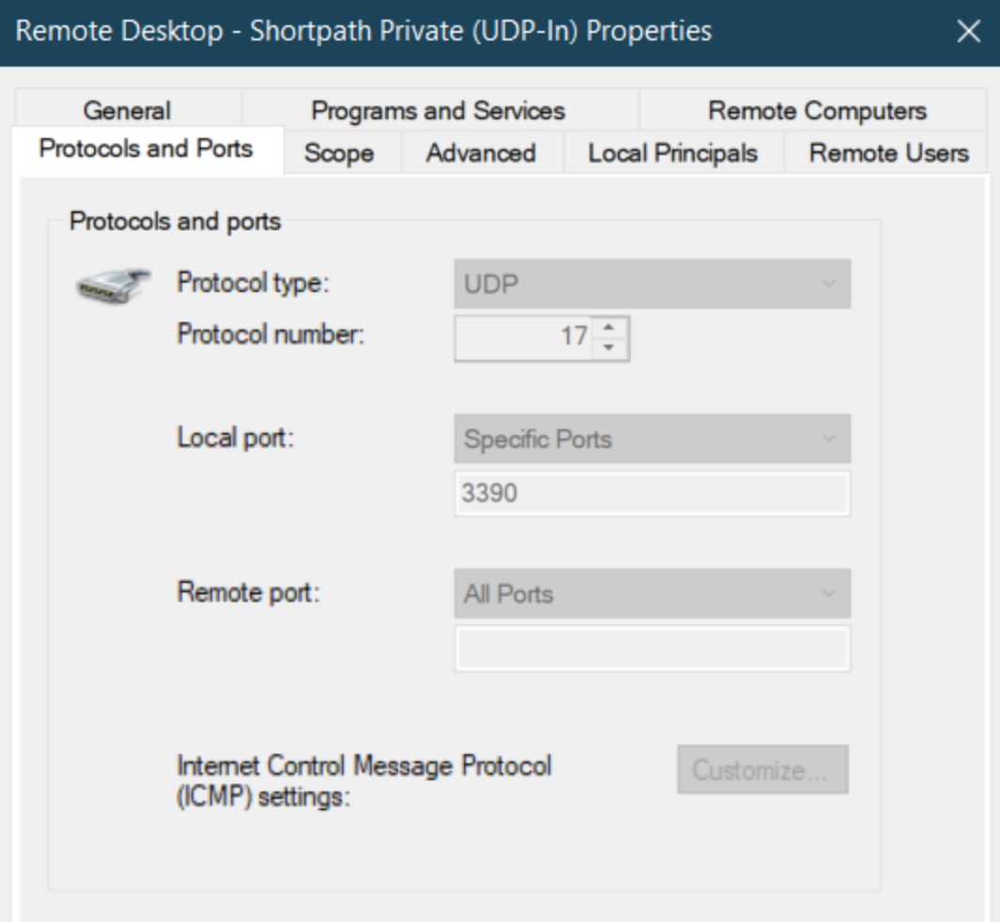 Remote Desktop - Shortpath Private (UDP-In) Properties
General
Programs and Services
Remote Computers
Protocols and Ports
Scope
Advanced
Local Principals
Remote Users
Protocols and ports
Protocol type:
UDP
Protocol number:
17
Local port:
Specific Ports
3390
Remote port:
All Ports
Internet Control Message Protocol
(ICMP) settings:
Customize...